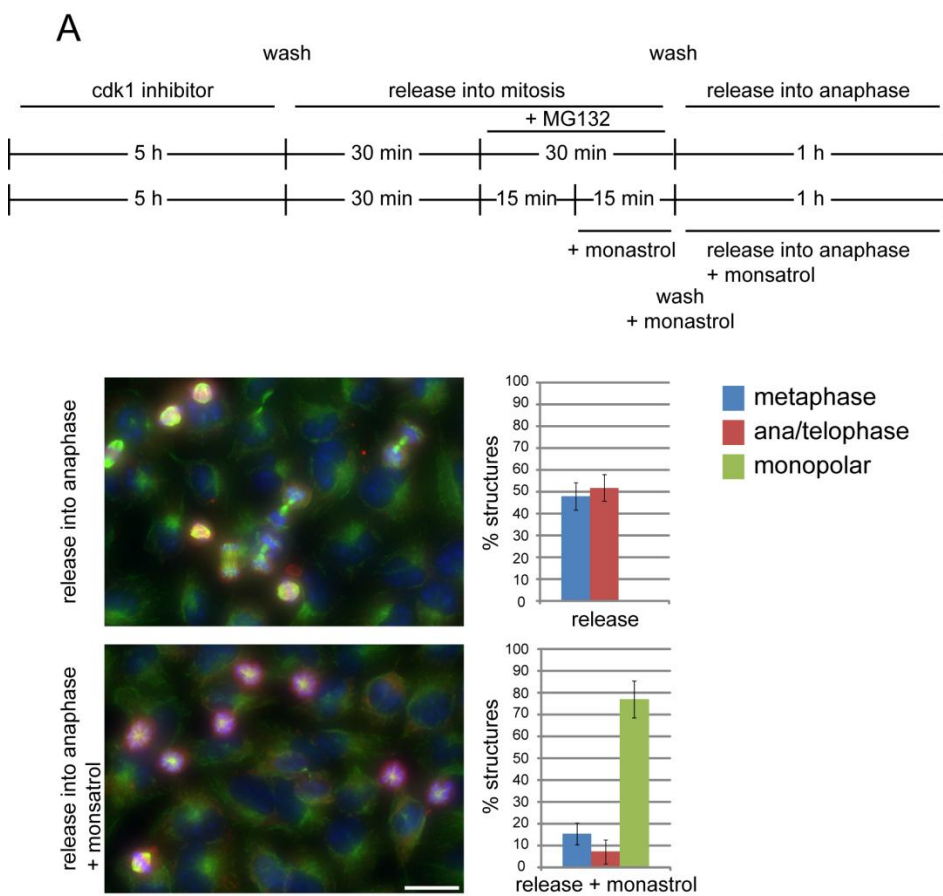 A
wash wash
cdk1 inhibitor release into mitosis release into anaphase
+ MG132
5 h 30 min 30 min 1 h
5 h 30 min 15 min 15 min 1 h
+ monastrol release into anaphase
+ monsatrol
wash
+ monastrol
release into anaphase
100
90
80
70
60
50
40
30
20
10
0
% structures
release
metaphase
ana/telophase
monopolar
release into anaphase
+ monsatrol
100
90
80
70
60
50
40
30
20
10
0
% structures
release + monastrol